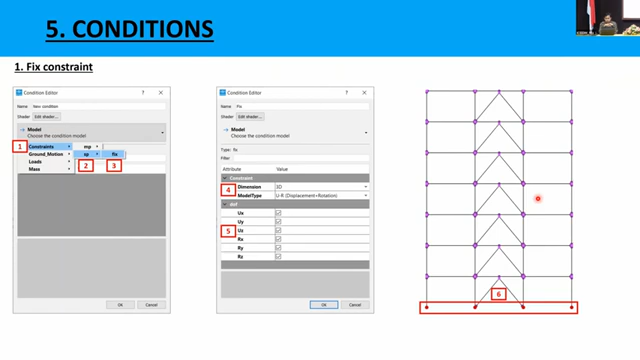 5. CONDITIONS
1. Fix constraint
Condition Editor
Name New condition
Shader Edit shader...
Model
Choose the condition model
1 Constraints mp
Ground_Motion sp fix
Loads 2 3
Mass
OK Cancel
Condition Editor
Name Fix
Shader Edit shader...
Model
Choose the condition model
Type: fix
Filter
Attribute Value
Constraint
4 Dimension 3D
ModelType U-R (Displacement+Rotation)
def
Ux
Uy
5 Uz
Rx
Ry
Rz
OK Cancel
6